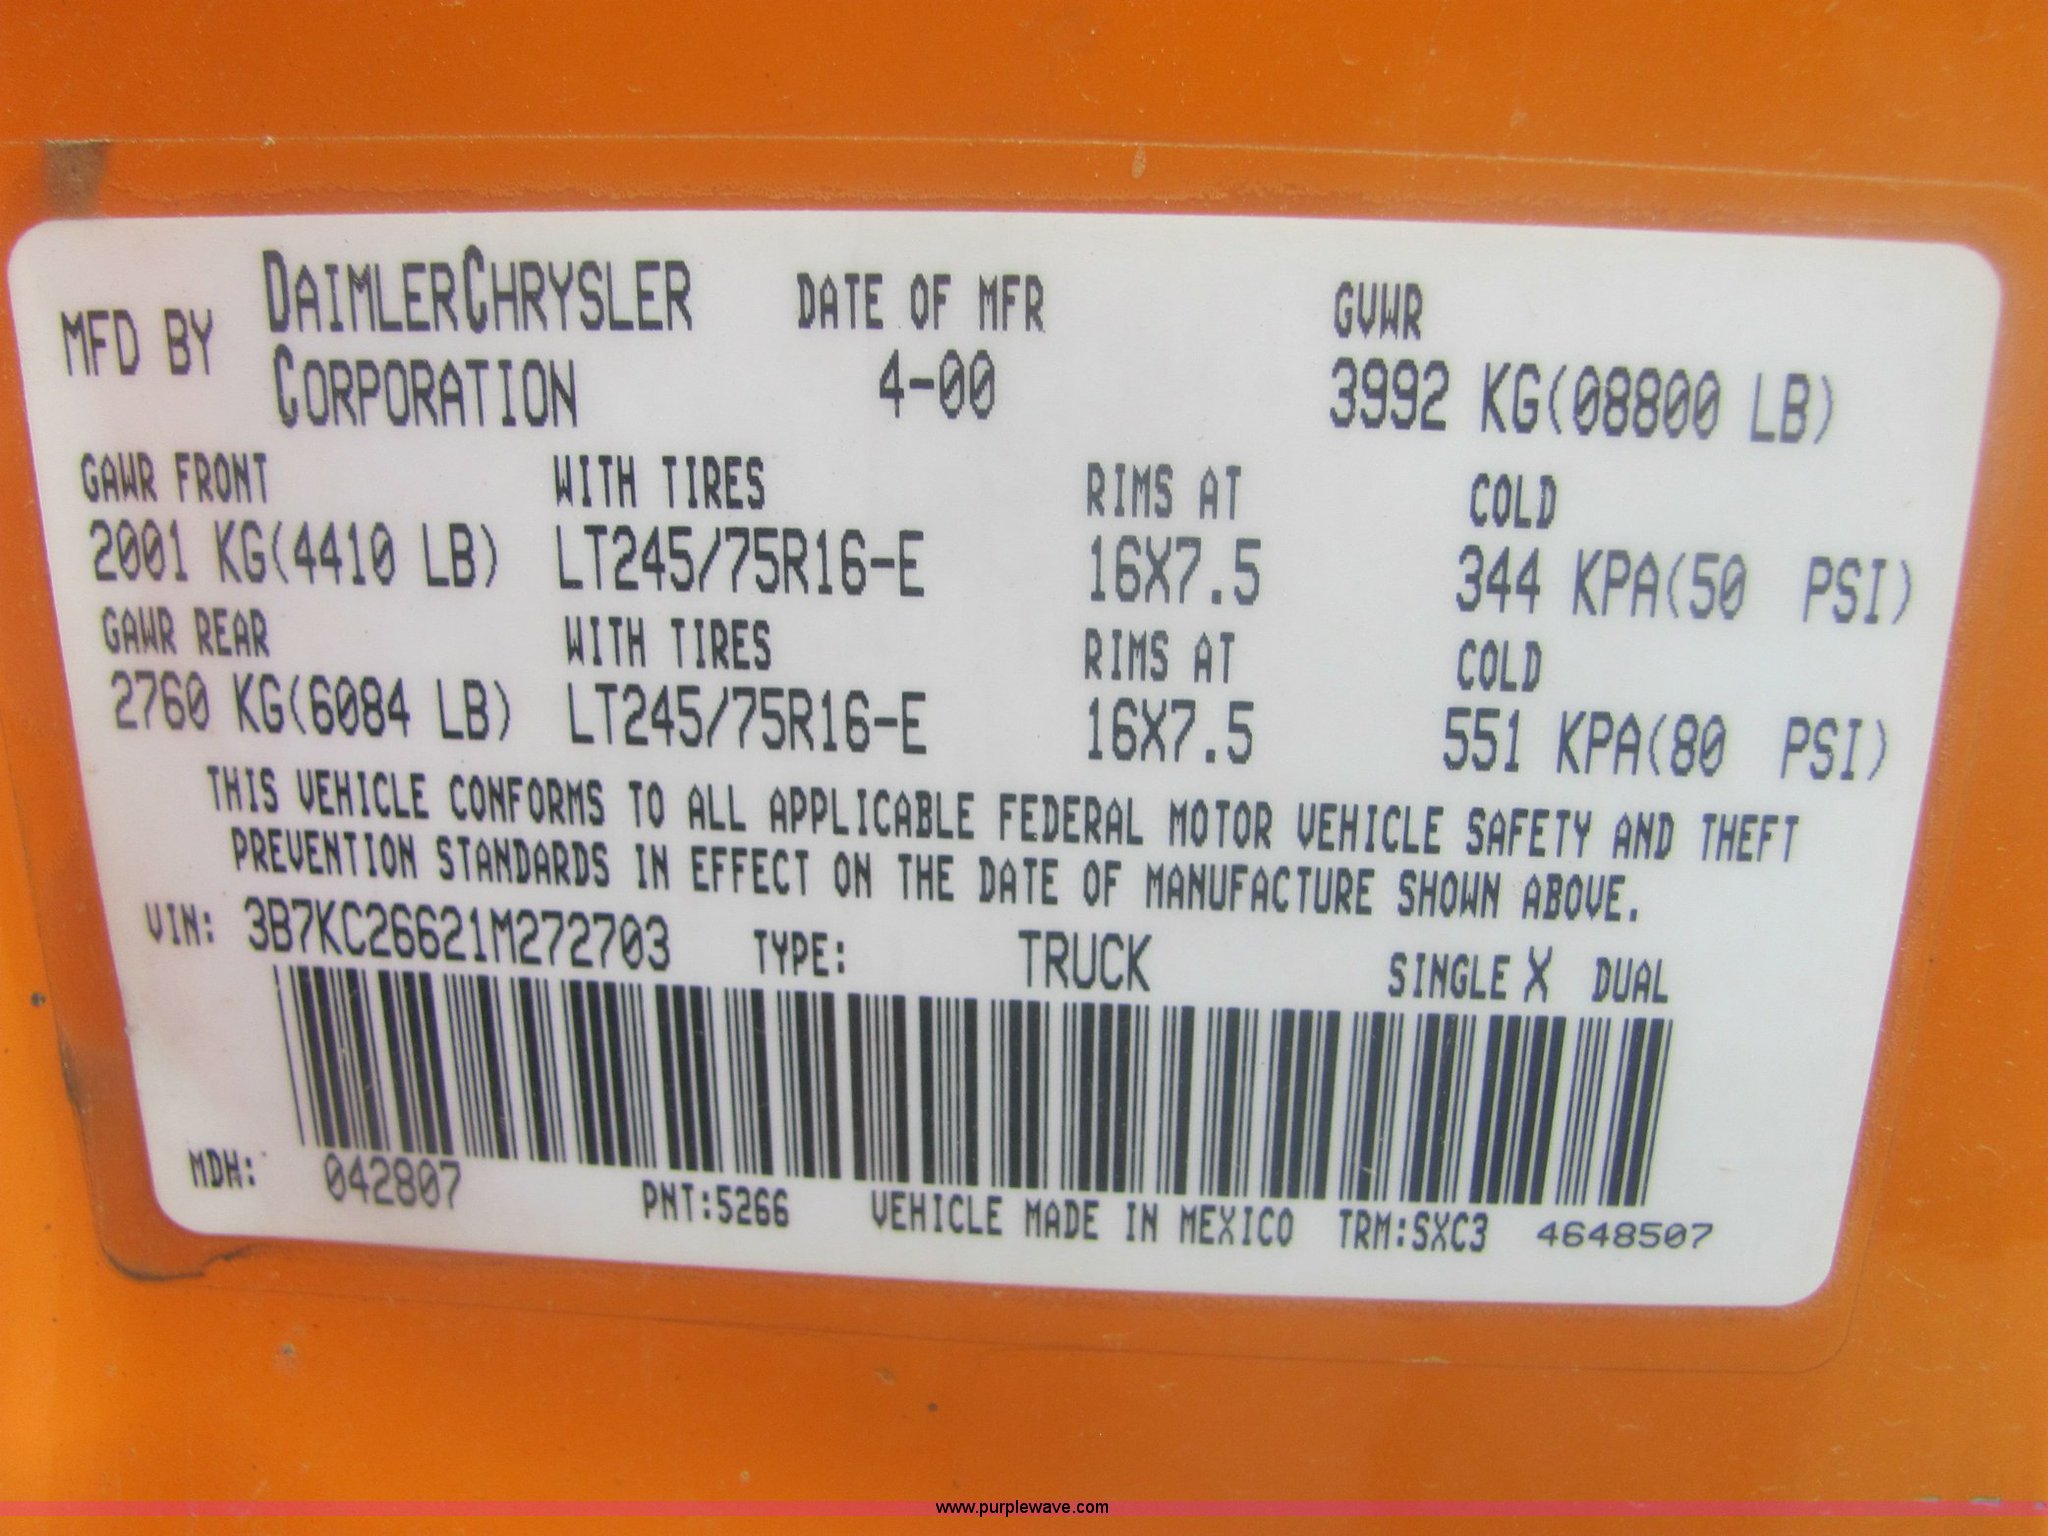 MFD BY DAIMLERCHRYSLER CORPORATION
DATE OF MFR
4-00
GVWR
3992 KG(08800 LB)
GAWR FRONT WITH TIRES RIMS AT COLD
2001 KG(4410 LB) LT245/75R16-E 16X7.5 344 KPA(50 PSI)
GAWR REAR WITH TIRES RIMS AT COLD
2760 KG(6084 LB) LT245/75R16-E 16X7.5 551 KPA(80 PSI)
THIS VEHICLE CONFORMS TO ALL APPLICABLE FEDERAL MOTOR VEHICLE SAFETY AND THEFT
PREVENTION STANDARDS IN EFFECT ON THE DATE OF MANUFACTURE SHOWN ABOVE.
VIN: 3B7KC26621M272703 TYPE: TRUCK SINGLE X DUAL
MDH: 042807 PNT:5266 VEHICLE MADE IN MEXICO TRM:SXC3 4648507
www.purplewave.com